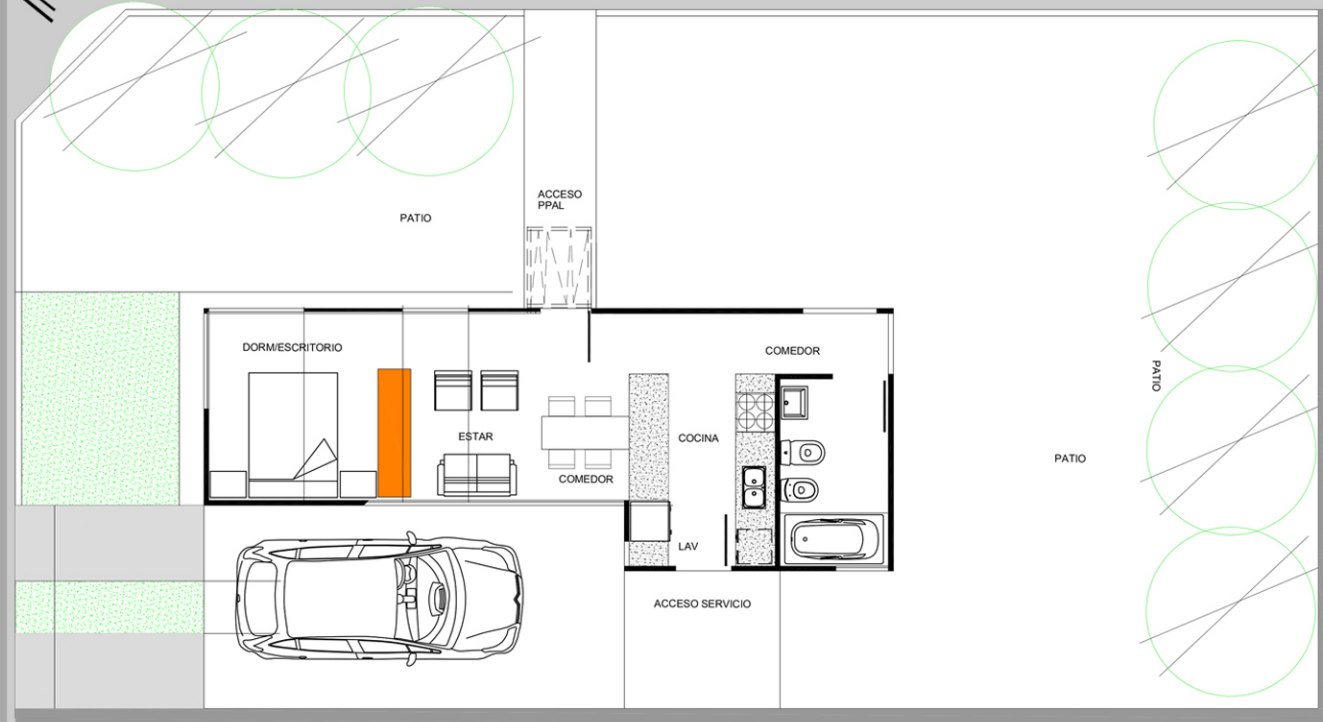 ACCESO
PPAL
PATIO
DORM/ESCRITORIO
COMEDOR
PATIO
ESTAR
COCINA
PATIO
COMEDOR
LAV
ACCESO SERVICIO